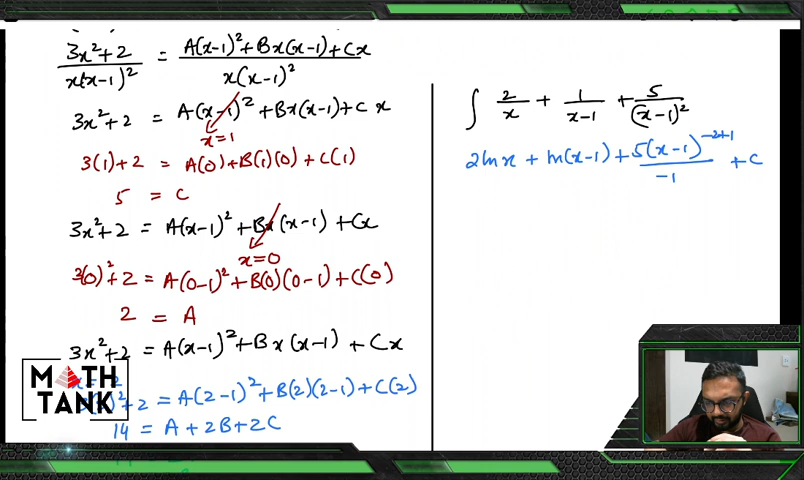 3x²+2 / x(x-1)² = A(x-1)²+Bx(x-1)+Cx / x(x-1)²
3x²+2 = A(x-1)²+Bx(x-1)+Cx
x=1
3(1)+2 = A(0)+B(1)(0)+C(1)
5 = C
3x²+2 = A(x-1)²+Bx(x-1)+Cx
x=0
3(0)²+2 = A(0-1)²+B(0)(0-1)+C(0)
2 = A
3x²+2 = A(x-1)²+Bx(x-1)+Cx
²+2 = A(2-1)²+B(2)(2-1)+C(2)
14 = A+2B+2C
∫ 2/x + 1/(x-1) + 5/(x-1)²
2lnx + ln(x-1) + 5(x-1)⁻²⁺¹ / -1 + C
MATH
TANK